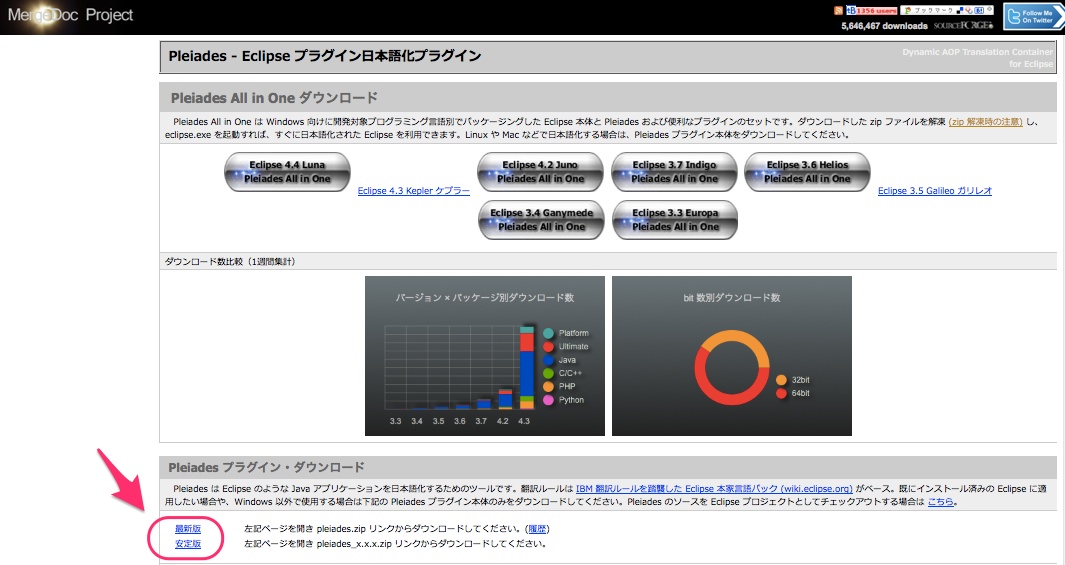 MergeDoc Project
1356 users
ブックマーク
5,646,467 downloads SOURCEFORGE
Follow Me
On Twitter
Pleiades - Eclipse プラグイン日本語化プラグイン
Dynamic AOP Translation Container
for Eclipse
Pleiades All in One ダウンロード
Pleiades All in One は Windows 向けに開発対象プログラミング言語別でパッケージングした Eclipse 本体と Pleiades および便利なプラグインのセットです。ダウンロードした zip ファイルを解凍 (zip 解凍時の注意) し、
eclipse.exe を起動すれば、すぐに日本語化された Eclipse を利用できます。Linux や Mac などで日本語化する場合は、Pleiades プラグイン本体をダウンロードしてください。
Eclipse 4.4 Luna
Pleiades All in One
Eclipse 4.3 Kepler ケプラー
Eclipse 4.2 Juno
Pleiades All in One
Eclipse 3.7 Indigo
Pleiades All in One
Eclipse 3.6 Helios
Pleiades All in One
Eclipse 3.5 Galileo ガリレオ
Eclipse 3.4 Ganymede
Pleiades All in One
Eclipse 3.3 Europa
Pleiades All in One
ダウンロード数比較（1週間集計）
バージョン × パッケージ別ダウンロード数
Platform
Ultimate
Java
C/C++
PHP
Python
3.3 3.4 3.5 3.6 3.7 4.2 4.3
bit 数別ダウンロード数
32bit
64bit
Pleiades プラグイン・ダウンロード
Pleiades は Eclipse のような Java アプリケーションを日本語化するためのツールです。翻訳ルールは IBM 翻訳ルールを踏襲した Eclipse 本家言語パック (wiki.eclipse.org) がベース。既にインストール済みの Eclipse に適
用したい場合や、Windows 以外で使用する場合は下記の Pleiades プラグイン本体のみをダウンロードしてください。Pleiades のソースを Eclipse プロジェクトとしてチェックアウトする場合は こちら。
最新版 左記ページを開き pleiades.zip リンクからダウンロードしてください。(履歴)
安定版 左記ページを開き pleiades_x.x.x.zip リンクからダウンロードしてください。